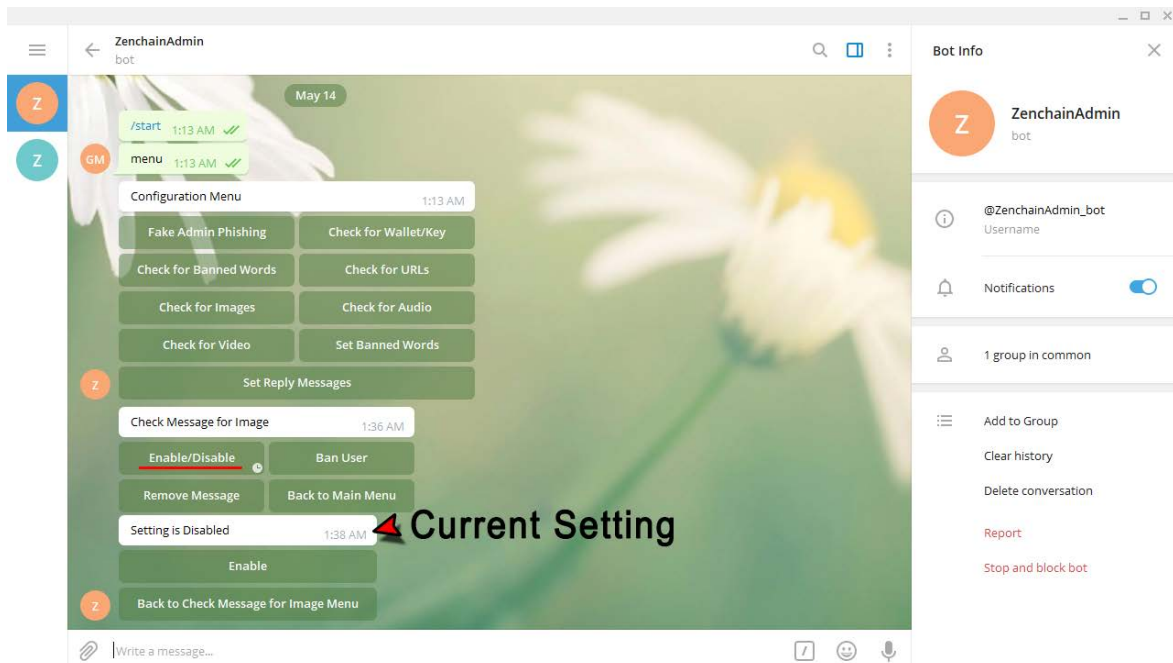 ZenchainAdmin
bot
Z
Z
May 14
/start 1:13 AM
GM
menu 1:13 AM
Configuration Menu 1:13 AM
Fake Admin Phishing
Check for Wallet/Key
Check for Banned Words
Check for URLs
Check for Images
Check for Audio
Check for Video
Set Banned Words
Set Reply Messages
Z
Check Message for Image 1:36 AM
Enable/Disable
Ban User
Remove Message
Back to Main Menu
Setting is Disabled 1:38 AM
Current Setting
Enable
Back to Check Message for Image Menu
Z
Write a message...
/
Bot Info
Z
ZenchainAdmin
bot
@ZenchainAdmin_bot
Username
Notifications
1 group in common
Add to Group
Clear history
Delete conversation
Report
Stop and block bot